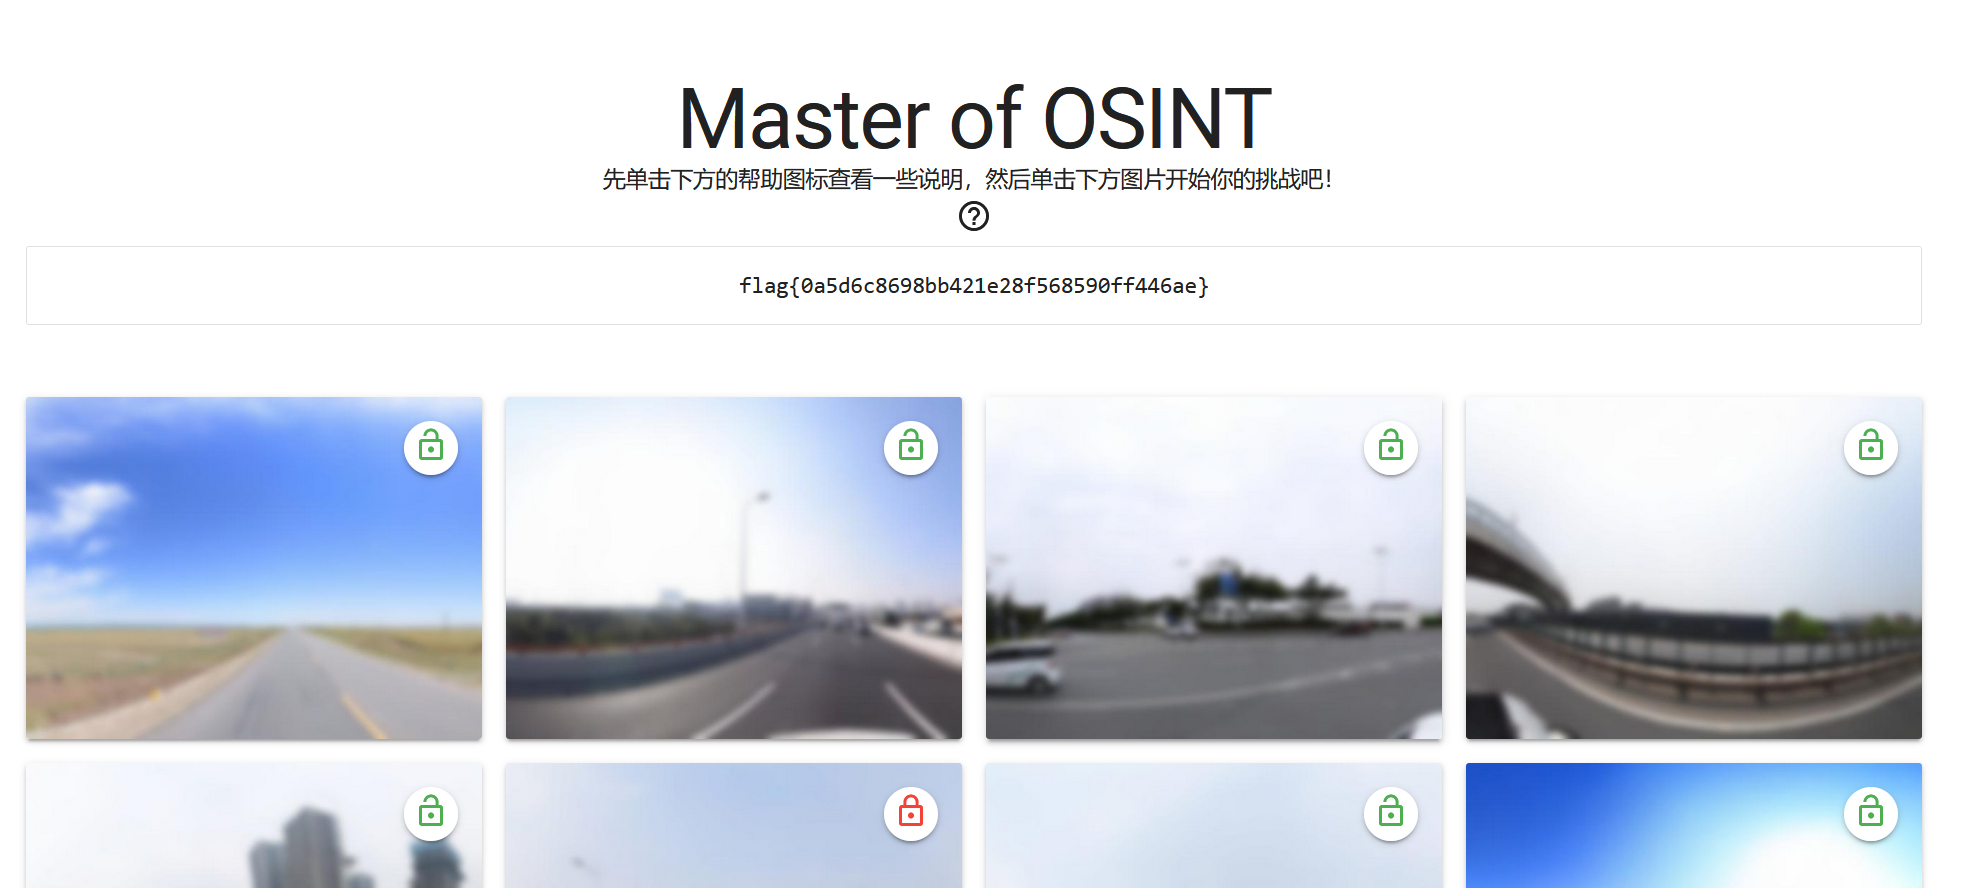 Master of OSINT
先单击下方的帮助图标查看一些说明，然后单击下方图片开始你的挑战吧！
flag{0a5d6c8698bb421e28f568590ff446ae}